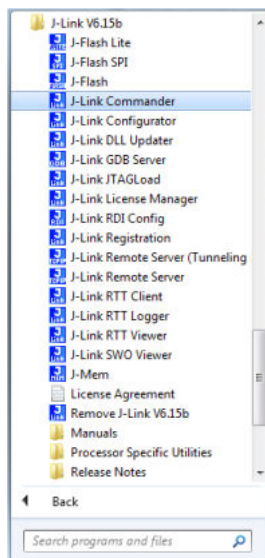 J-Link V6.15b
J-Flash Lite
J-Flash SPI
J-Flash
J-Link Commander
J-Link Configurator
J-Link DLL Updater
J-Link GDB Server
J-Link JTAGLoad
J-Link License Manager
J-Link RDI Config
J-Link Registration
J-Link Remote Server (Tunneling
J-Link Remote Server
J-Link RTT Client
J-Link RTT Logger
J-Link RTT Viewer
J-Link SWO Viewer
J-Mem
License Agreement
Remove J-Link V6.15b
Manuals
Processor Specific Utilities
Release Notes
Back
Search programs and files